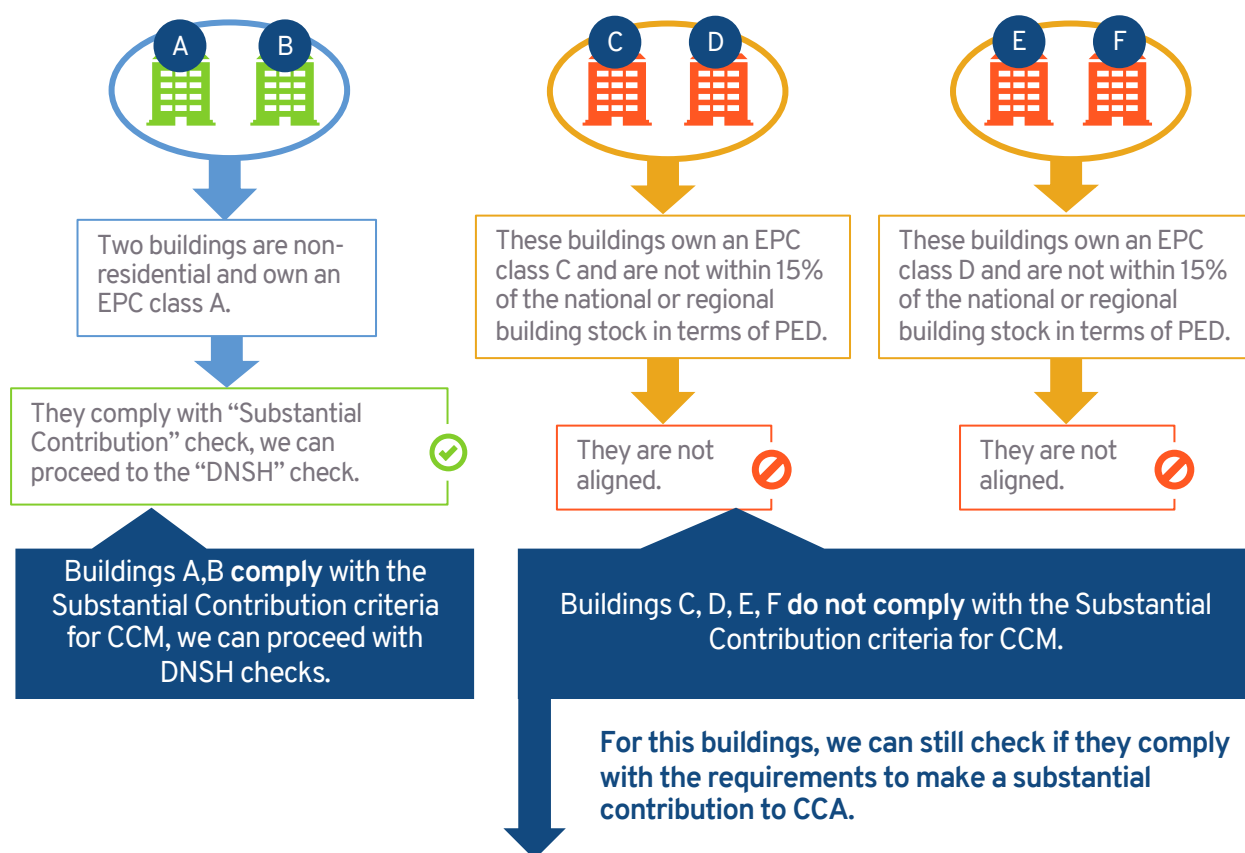 A
B
C
D
E
F
Two buildings are non-
residential and own an
EPC class A.
These buildings own an EPC
class C and are not within 15%
of the national or regional
building stock in terms of PED.
These buildings own an EPC
class D and are not within 15%
of the national or regional
building stock in terms of PED.
They comply with “Substantial
Contribution” check, we can
proceed to the “DNSH” check.
They are not
aligned.
They are not
aligned.
Buildings A,B comply with the
Substantial Contribution criteria
for CCM, we can proceed with
DNSH checks.
Buildings C, D, E, F do not comply with the Substantial
Contribution criteria for CCM.
For this buildings, we can still check if they comply
with the requirements to make a substantial
contribution to CCA.